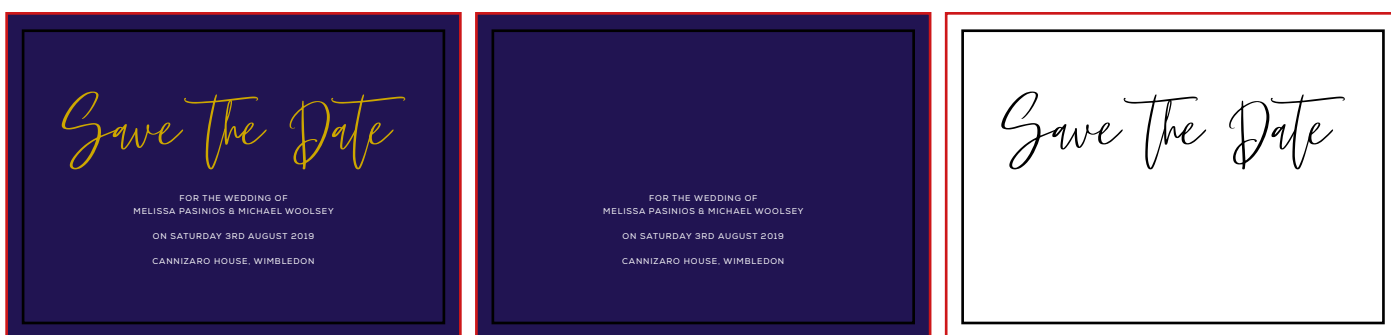 Save The Date
FOR THE WEDDING OF
MELISSA PASINIOS & MICHAEL WOOLSEY
ON SATURDAY 3RD AUGUST 2019
CANNIZARO HOUSE, WIMBLEDON
FOR THE WEDDING OF
MELISSA PASINIOS & MICHAEL WOOLSEY
ON SATURDAY 3RD AUGUST 2019
CANNIZARO HOUSE, WIMBLEDON
Save The Date